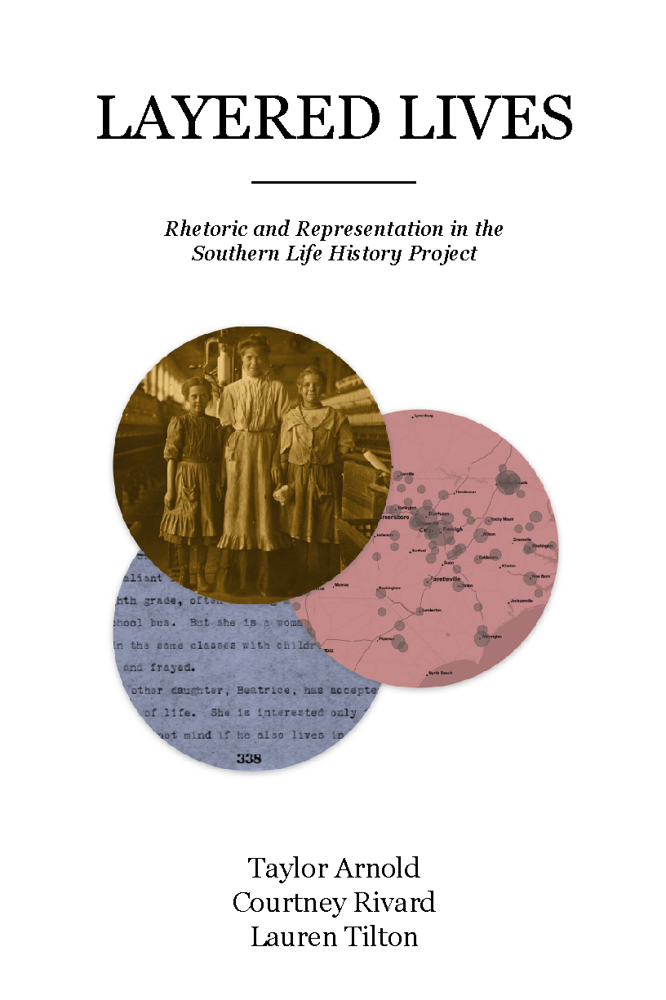 LAYERED LIVES
Rhetoric and Representation in the
Southern Life History Project
Lynchburg
Danville
Henderson
Burlington
Durham
Rocky Mount
Raleigh
Wilson
Greenville
Washington
Sanford
Goldsboro
Kinston
Dunn
New Bern
Fayetteville
Clinton
Monroe
Rockingham
Jacksonville
Lumberton
Florence
Wilmington
Myrtle Beach
aliant
hth grade, often
chool bus. But she is a woma
in the same classes with childr
and frayed.
other daughter, Beatrice, has accepte
of life. She is interested only
not mind if he also lives in
338
Taylor Arnold
Courtney Rivard
Lauren Tilton